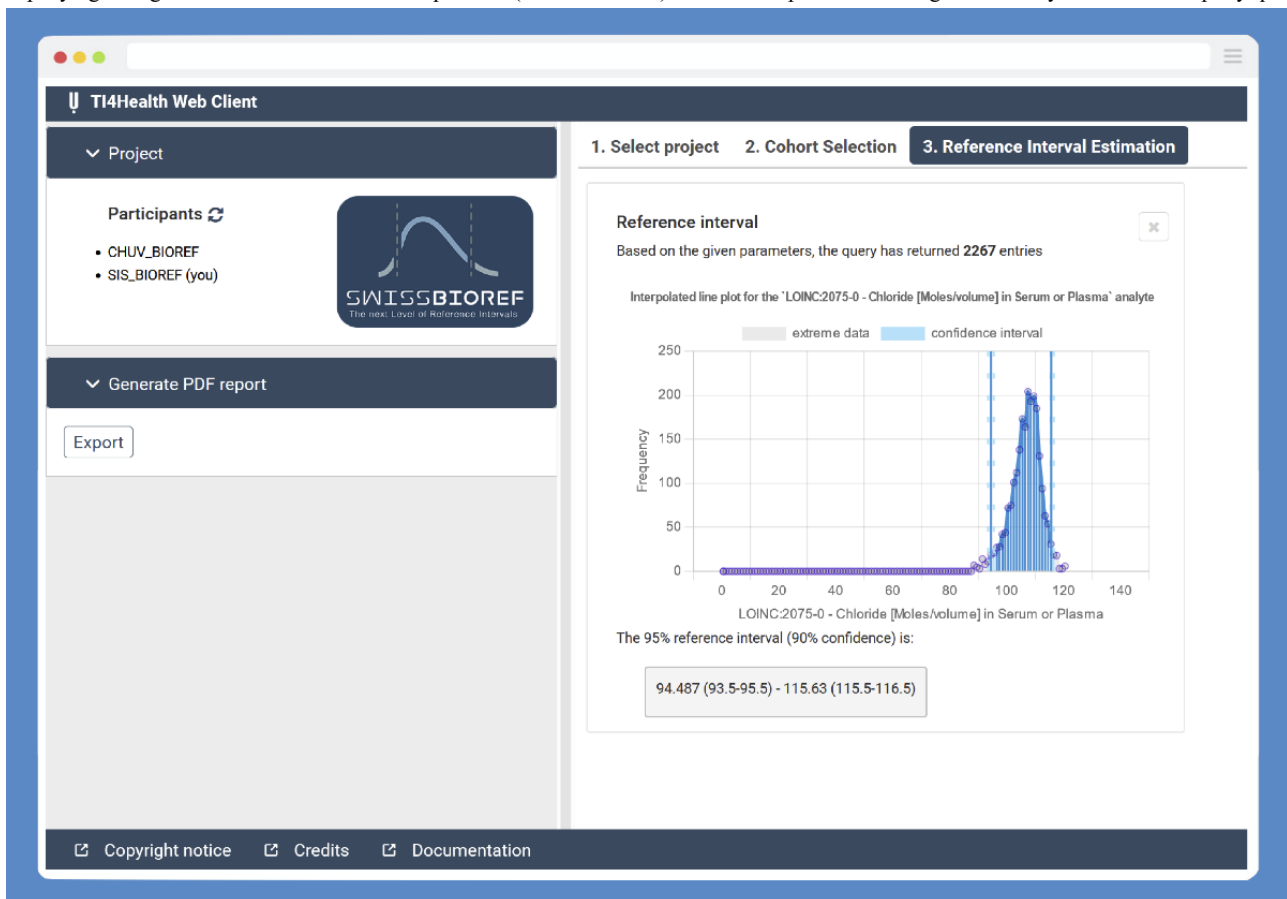 TI4Health Web Client
Project
Participants
• CHUV_BIOREF
• SIS_BIOREF (you)
SWISSBIOREF
The next Level of Reference Intervals
Generate PDF report
Export
1. Select project 2. Cohort Selection 3. Reference Interval Estimation
Reference interval
Based on the given parameters, the query has returned 2267 entries
Interpolated line plot for the `LOINC:2075-0 - Chloride [Moles/volume] in Serum or Plasma` analyte
extreme data confidence interval
250
200
150
100
50
0
Frequency
0 20 40 60 80 100 120 140
LOINC:2075-0 - Chloride [Moles/volume] in Serum or Plasma
The 95% reference interval (90% confidence) is:
94.487 (93.5-95.5) - 115.63 (115.5-116.5)
Copyright notice Credits Documentation